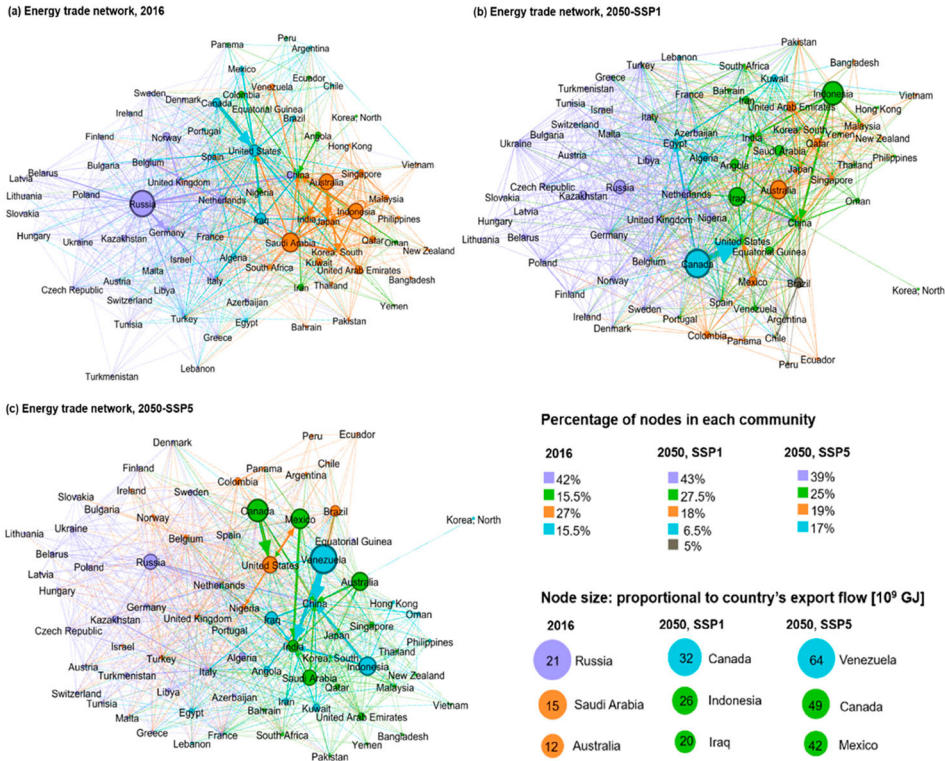 (a) Energy trade network, 2016
Peru
Panama
Argentina
Mexico
Ecuador
Venezuela
Chile
Sweden
Colombia
Denmark
Canada
Equatorial Guinea
Ireland
Brazil
Korea, North
Portugal
Angola
Finland
Norway
Hong Kong
United States
Spain
Belarus
Bulgaria
Belgium
Vietnam
Latvia
China
Singapore
United Kingdom
Australia
Lithuania
Poland
Nigeria
Malaysia
Russia
Netherlands
Slovakia
Indonesia
Iraq
India
Japan
Philippines
Germany
Hungary
Ukraine
Kazakhstan
France
Saudi Arabia
Qatar
Oman
Israel
Algeria
Korea, South
New Zealand
Kuwait
Malta
South Africa
United Arab Emirates
Austria
Italy
Bangladesh
Czech Republic
Libya
Iran
Thailand
Switzerland
Azerbaijan
Yemen
Tunisia
Turkey
Egypt
Bahrain
Pakistan
Greece
Lebanon
Turkmenistan
(b) Energy trade network, 2050-SSP1
Pakistan
Lebanon
Turkey
South Africa
Bangladesh
Greece
Kuwait
Turkmenistan
Bahrain
Indonesia
Vietnam
France
Iran
Tunisia
Israel
United Arab Emirates
Hong Kong
Italy
Switzerland
Korea, South
Yemen
Malaysia
Bulgaria
Malta
Azerbaijan
India
New Zealand
Ukraine
Egypt
Qatar
Saudi Arabia
Austria
Libya
Algeria
Philippines
Angola
Thailand
Japan
Czech Republic
Russia
Singapore
Slovakia
Kazakhstan
Netherlands
Iraq
Australia
Oman
Latvia
Hungary
United Kingdom
Nigeria
China
Lithuania
Belarus
Germany
United States
Equatorial Guinea
Poland
Belgium
Canada
Norway
Mexico
Brazil
Korea, North
Finland
Spain
Ireland
Sweden
Venezuela
Denmark
Portugal
Argentina
Colombia
Panama
Chile
Peru
Ecuador
(c) Energy trade network, 2050-SSP5
Ecuador
Peru
Denmark
Chile
Finland
Panama
Argentina
Colombia
Slovakia
Ireland
Sweden
Bulgaria
Canada
Brazil
Norway
Mexico
Korea, North
Ukraine
Lithuania
Spain
Equatorial Guinea
Belarus
Belgium
Venezuela
Poland
Russia
United States
Latvia
Australia
Netherlands
Hungary
Germany
Nigeria
China
Hong Kong
Kazakhstan
United Kingdom
Iraq
Oman
Czech Republic
Portugal
Singapore
Japan
Israel
India
Philippines
Thailand
Turkey
Algeria
Korea, South
Austria
Italy
Indonesia
Turkmenistan
Angola
Saudi Arabia
New Zealand
Switzerland
Libya
Qatar
Malaysia
Tunisia
Azerbaijan
Iran
Vietnam
Malta
Egypt
Bahrain
Kuwait
United Arab Emirates
Greece
France
South Africa
Bangladesh
Lebanon
Yemen
Pakistan
Percentage of nodes in each community
2016 2050, SSP1 2050, SSP5
42% 43% 39%
15.5% 27.5% 25%
27% 18% 19%
15.5% 6.5% 17%
5%
Node size: proportional to country's export flow [10⁹ GJ]
2016 2050, SSP1 2050, SSP5
21 Russia 32 Canada 64 Venezuela
15 Saudi Arabia 26 Indonesia 49 Canada
12 Australia 20 Iraq 42 Mexico